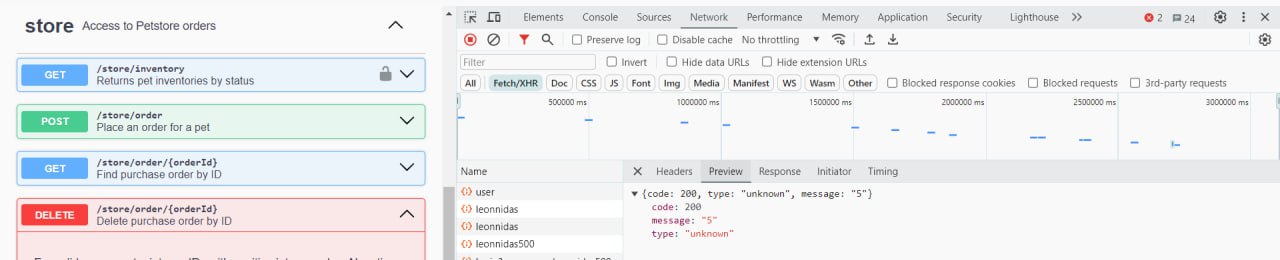 store Access to Petstore orders
GET /store/inventory
Returns pet inventories by status
POST /store/order
Place an order for a pet
GET /store/order/{orderId}
Find purchase order by ID
DELETE /store/order/{orderId}
Delete purchase order by ID
Elements Console Sources Network Performance Memory Application Security Lighthouse 2 24
Preserve log Disable cache No throttling
Filter Invert Hide data URLs Hide extension URLs
All Fetch/XHR Doc CSS JS Font Img Media Manifest WS Wasm Other Blocked response cookies Blocked requests 3rd-party requests
500000 ms 1000000 ms 1500000 ms 2000000 ms 2500000 ms 3000000 ms
Name
user
leonnidas
leonnidas
leonnidas500
Headers Preview Response Initiator Timing
{code: 200, type: "unknown", message: "5"}
code: 200
message: "5"
type: "unknown"